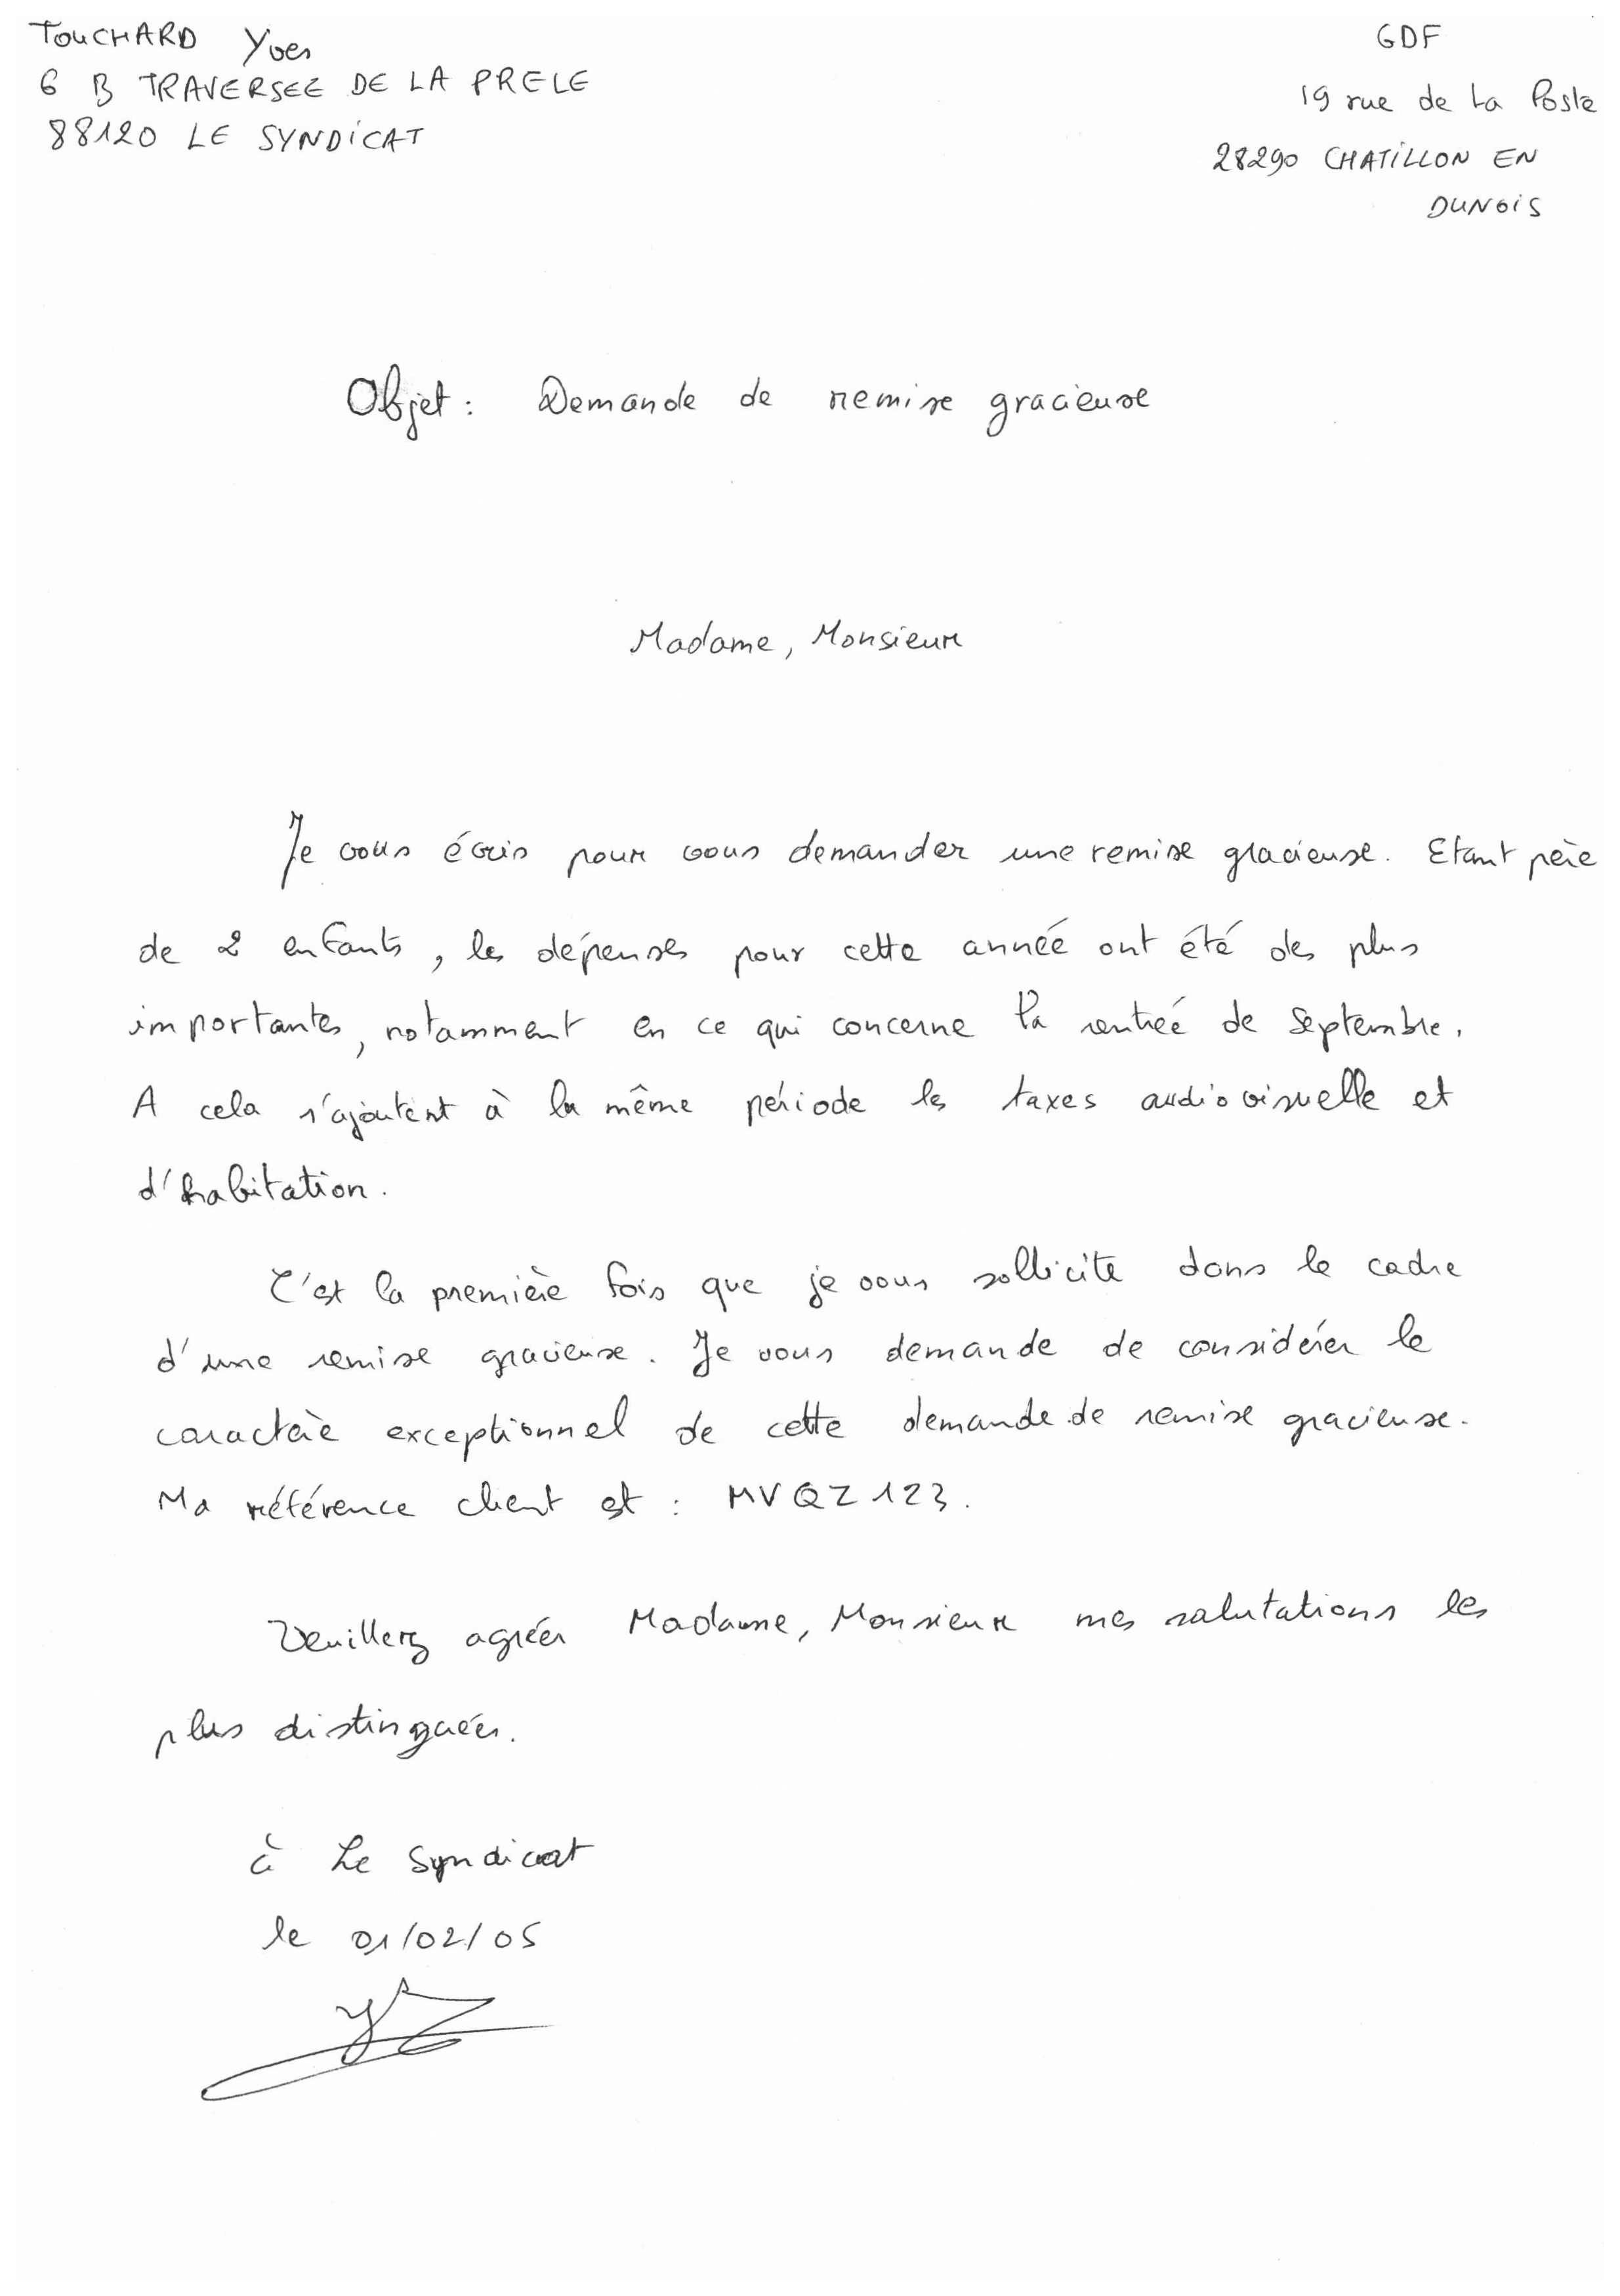 TOUCHARD Yves
6 B TRAVERSEE DE LA PRELE
88120 LE SYNDICAT
GDF
19 rue de la Poste
28290 CHATILLON EN
DUNOIS
Objet : Demande de remise gracieuse
Madame, Monsieur
Je vous écris pour vous demander une remise gracieuse. Etant père
de 2 enfants, les dépenses pour cette année ont été des plus
importantes, notamment en ce qui concerne la rentrée de Septembre.
A cela s'ajoutent à la même période les taxes audiovisuelle et
d'habitation.
C'est la première fois que je vous sollicite dans le cadre
d'une remise gracieuse. Je vous demande de considérer le
caractère exceptionnel de cette demande de remise gracieuse.
Ma référence client est : MVQZ123.
Veuillez agréer Madame, Monsieur mes salutations les
plus distinguées.
à Le Syndicat
le 01/02/05